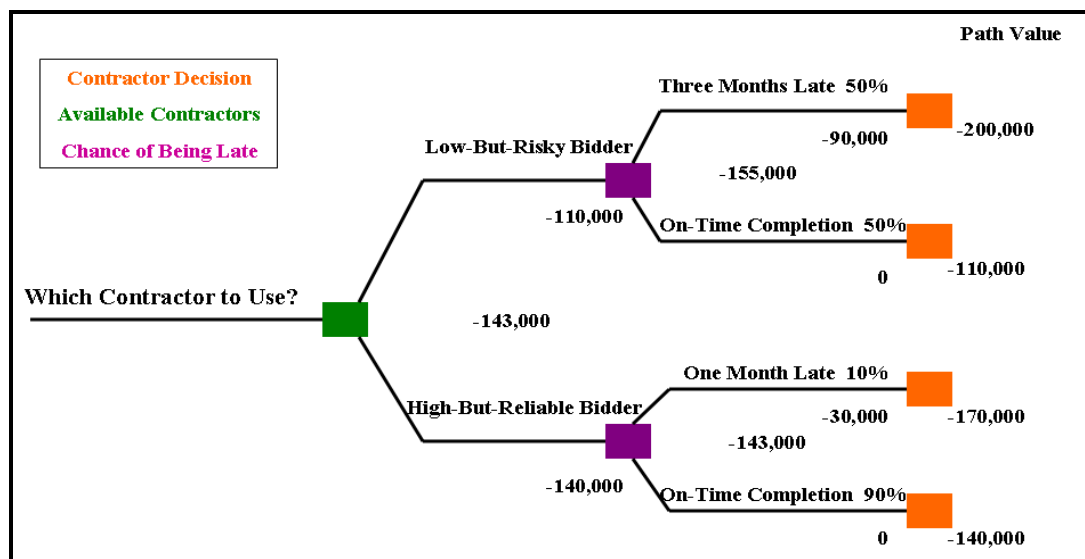 Path Value
Contractor Decision
Available Contractors
Chance of Being Late
Three Months Late 50%
-90,000
-200,000
Low-But-Risky Bidder
-155,000
-110,000
On-Time Completion 50%
0
-110,000
Which Contractor to Use?
-143,000
One Month Late 10%
-30,000
-170,000
High-But-Reliable Bidder
-143,000
-140,000
On-Time Completion 90%
0
-140,000